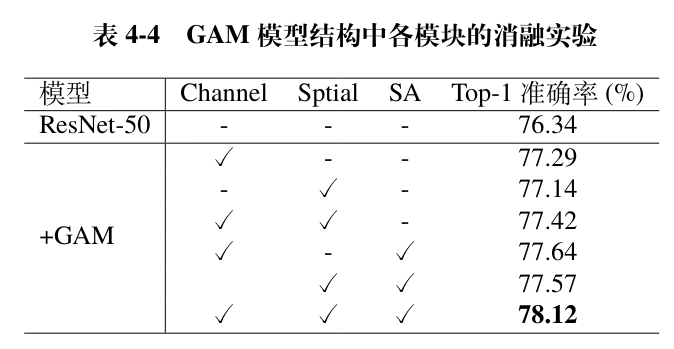 表 4-4 GAM 模型结构中各模块的消融实验
模型 Channel Sptial SA Top-1 准确率 (%)
ResNet-50 - - - 76.34
✓ - - 77.29
- ✓ - 77.14
✓ ✓ - 77.42
+GAM
✓ - ✓ 77.64
✓ ✓ 77.57
✓ ✓ ✓ 78.12